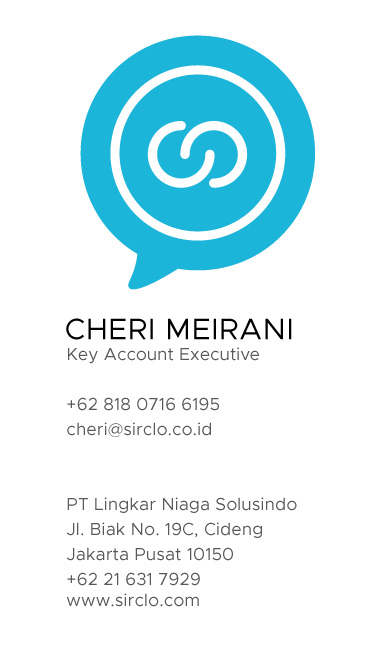 CHERI MEIRANI
Key Account Executive
+62 818 0716 6195
cheri@sirclo.co.id
PT Lingkar Niaga Solusindo
Jl. Biak No. 19C, Cideng
Jakarta Pusat 10150
+62 21 631 7929
www.sirclo.com